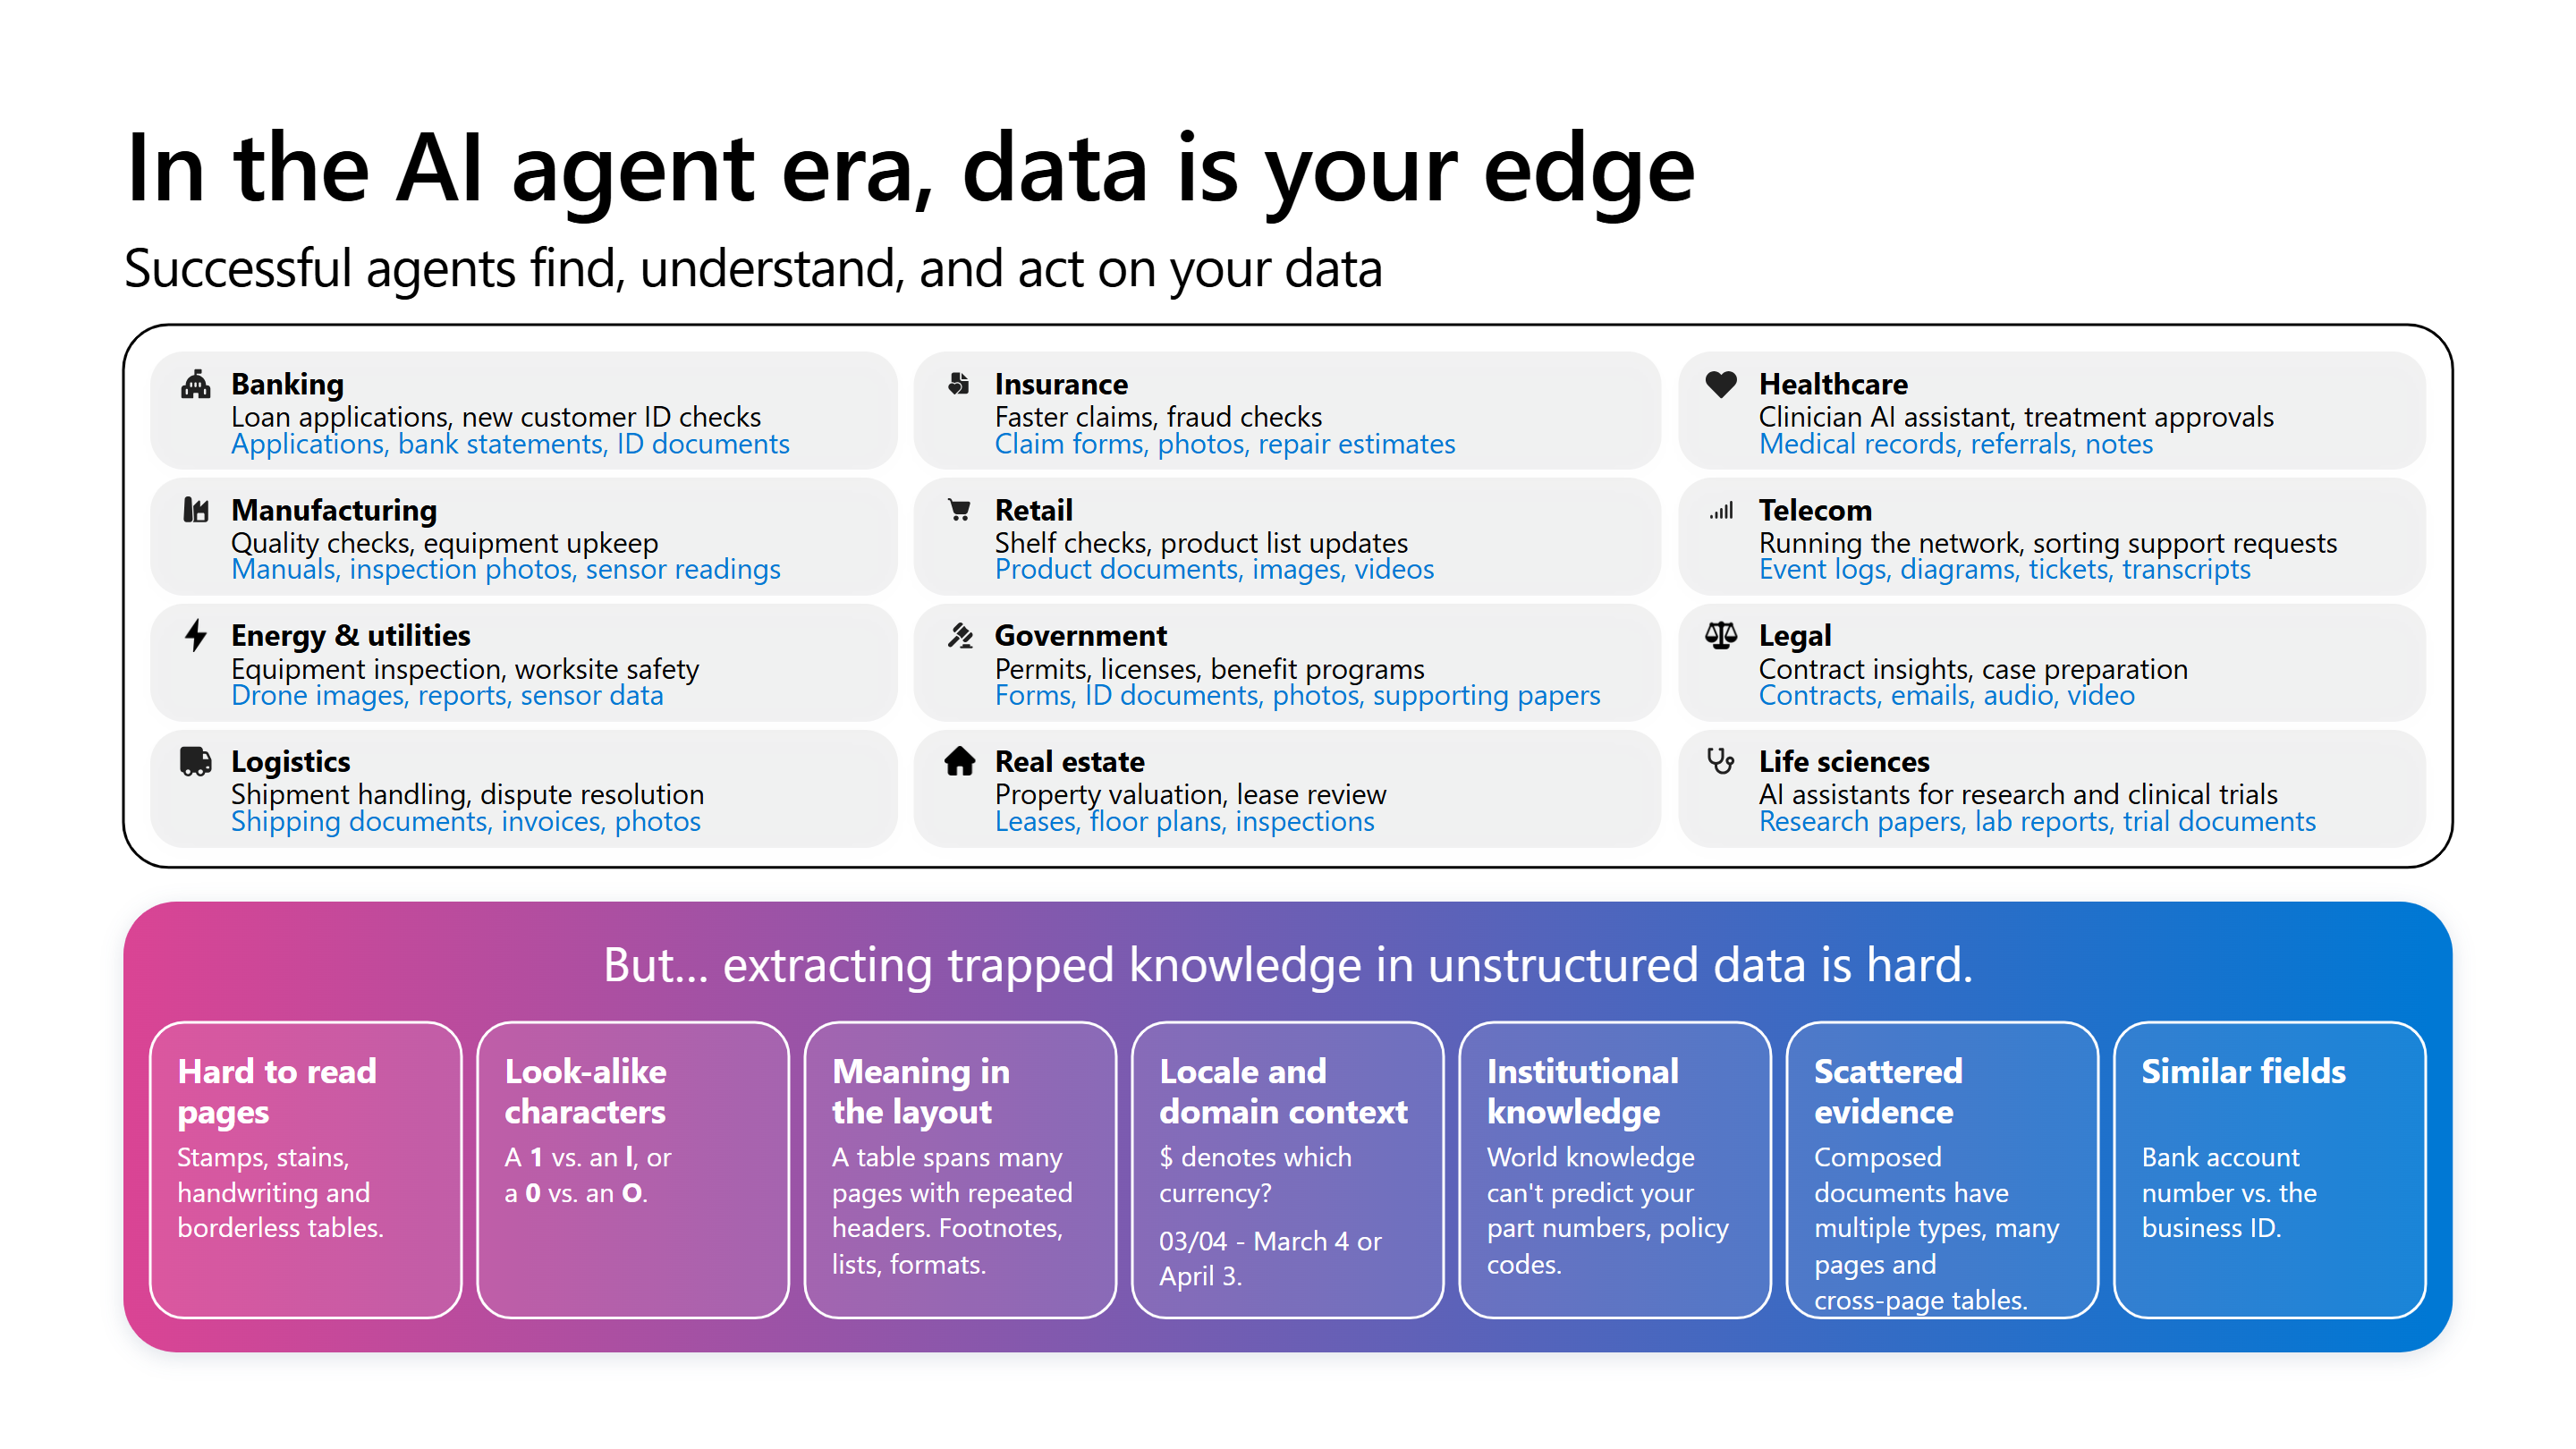 In the AI agent era, data is your edge
Successful agents find, understand, and act on your data
Banking
Loan applications, new customer ID checks
Applications, bank statements, ID documents
Insurance
Faster claims, fraud checks
Claim forms, photos, repair estimates
Healthcare
Clinician AI assistant, treatment approvals
Medical records, referrals, notes
Manufacturing
Quality checks, equipment upkeep
Manuals, inspection photos, sensor readings
Retail
Shelf checks, product list updates
Product documents, images, videos
Telecom
Running the network, sorting support requests
Event logs, diagrams, tickets, transcripts
Energy & utilities
Equipment inspection, worksite safety
Drone images, reports, sensor data
Government
Permits, licenses, benefit programs
Forms, ID documents, photos, supporting papers
Legal
Contract insights, case preparation
Contracts, emails, audio, video
Logistics
Shipment handling, dispute resolution
Shipping documents, invoices, photos
Real estate
Property valuation, lease review
Leases, floor plans, inspections
Life sciences
AI assistants for research and clinical trials
Research papers, lab reports, trial documents
But... extracting trapped knowledge in unstructured data is hard.
Hard to read
pages
Stamps, stains,
handwriting and
borderless tables.
Look-alike
characters
A 1 vs. an l, or
a 0 vs. an O.
Meaning in
the layout
A table spans many
pages with repeated
headers. Footnotes,
lists, formats.
Locale and
domain context
$ denotes which
currency?
03/04 - March 4 or
April 3.
Institutional
knowledge
World knowledge
can't predict your
part numbers, policy
codes.
Scattered
evidence
Composed
documents have
multiple types, many
pages and
cross-page tables.
Similar fields
Bank account
number vs. the
business ID.